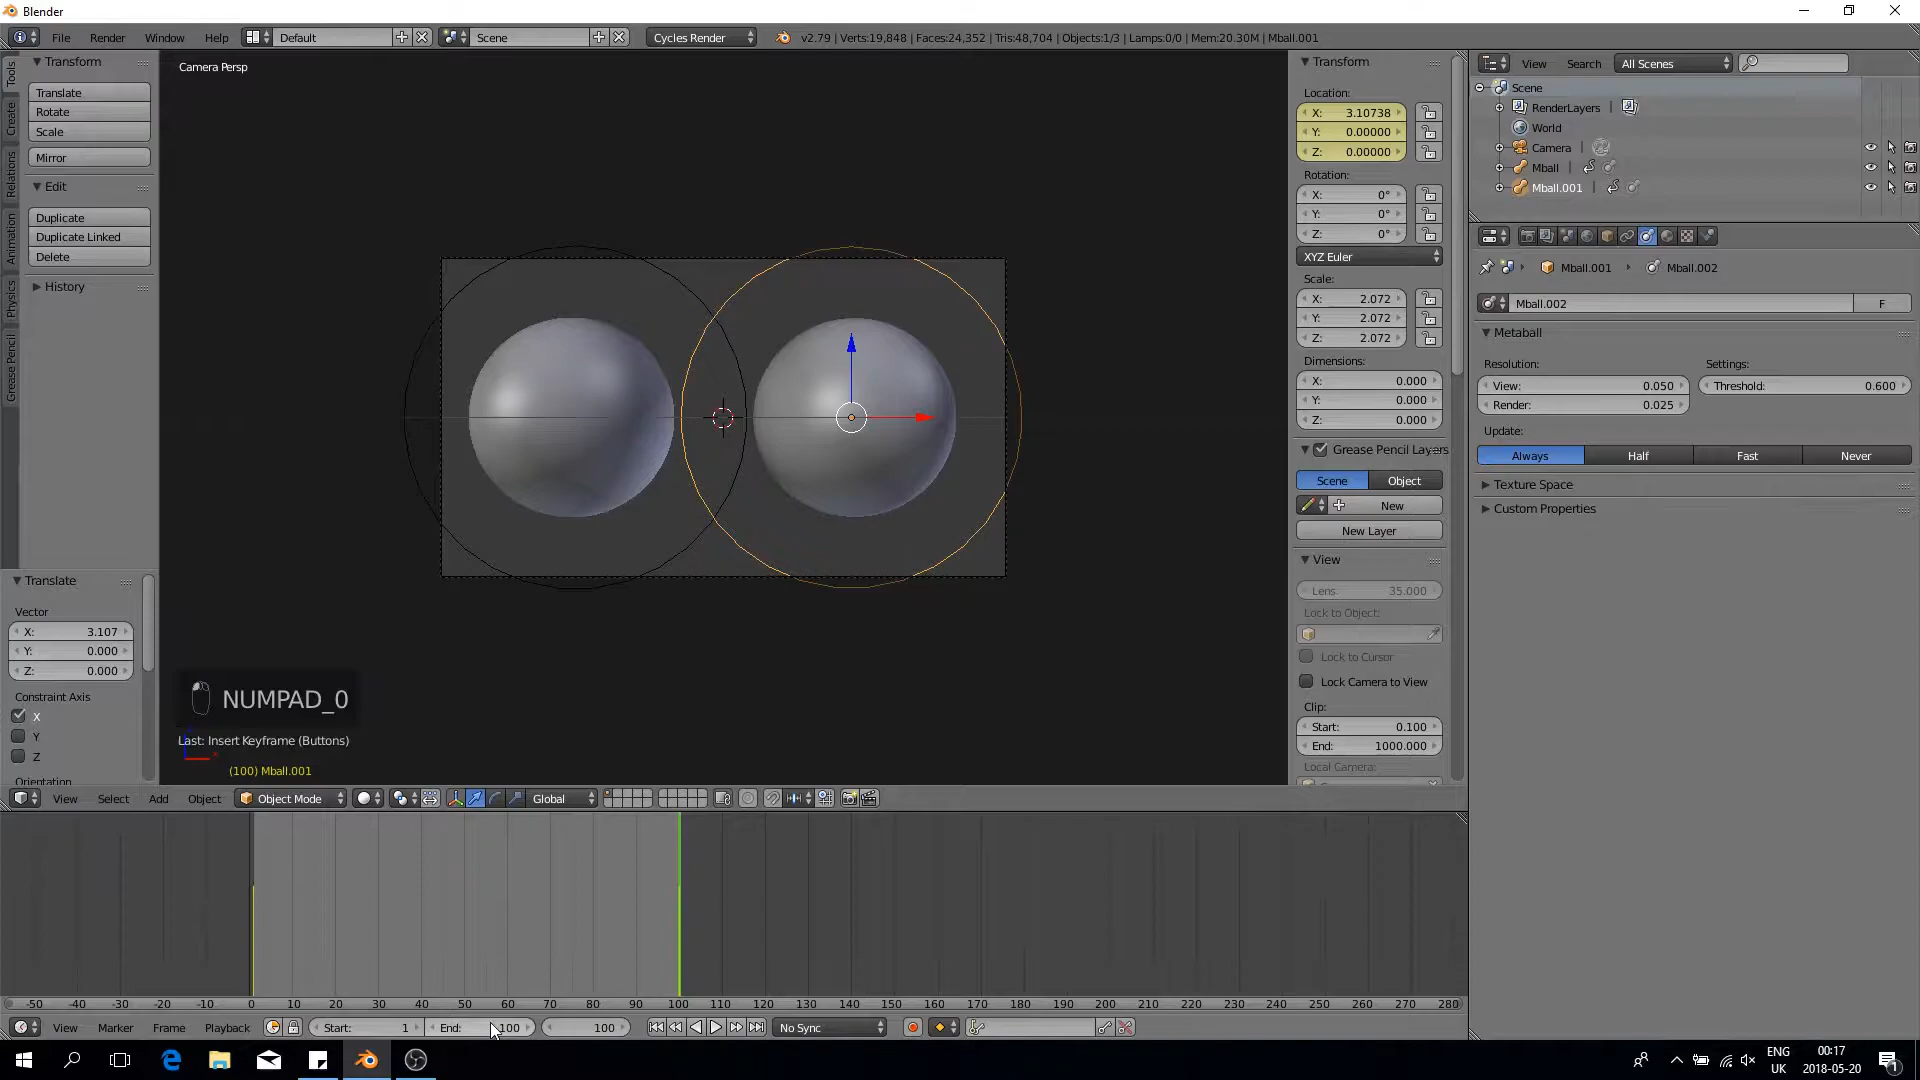 Blender
File Render Window Help Default Scene Cycles Render v2.79 | Verts:19,848 | Faces:24,352 | Tris:48,704 | Objects:1/3 | Lamps:0/0 | Mem:20.30M | Mball.001
Tools
Create
Relations
Animation
Physics
Grease Pencil
Transform
Translate
Rotate
Scale
Mirror
Edit
Duplicate
Duplicate Linked
Delete
History
Translate
Vector
X: 3.107
Y: 0.000
Z: 0.000
Constraint Axis
X
Y
Z
Orientation
Camera Persp
NUMPAD_0
Last: Insert Keyframe (Buttons)
(100) Mball.001
Transform
Location:
X: 3.10738
Y: 0.00000
Z: 0.00000
Rotation:
X: 0°
Y: 0°
Z: 0°
XYZ Euler
Scale:
X: 2.072
Y: 2.072
Z: 2.072
Dimensions:
X: 0.000
Y: 0.000
Z: 0.000
Grease Pencil Layers
Scene Object
New
New Layer
View
Lens: 35.000
Lock to Object:
Lock to Cursor
Lock Camera to View
Clip:
Start: 0.100
End: 1000.000
Local Camera:
View Search All Scenes
Scene
RenderLayers
World
Camera
Mball
Mball.001
Mball.001 Mball.002
Mball.002 F
Metaball
Resolution: Settings:
View: 0.050 Threshold: 0.600
Render: 0.025
Update:
Always Half Fast Never
Texture Space
Custom Properties
View Select Add Object Object Mode Global
-50 -40 -30 -20 -10 0 10 20 30 40 50 60 70 80 90 100 110 120 130 140 150 160 170 180 190 200 210 220 230 240 250 260 270 280
View Marker Frame Playback Start: 1 End: 100 100 No Sync
ENG 00:17
UK 2018-05-20 1